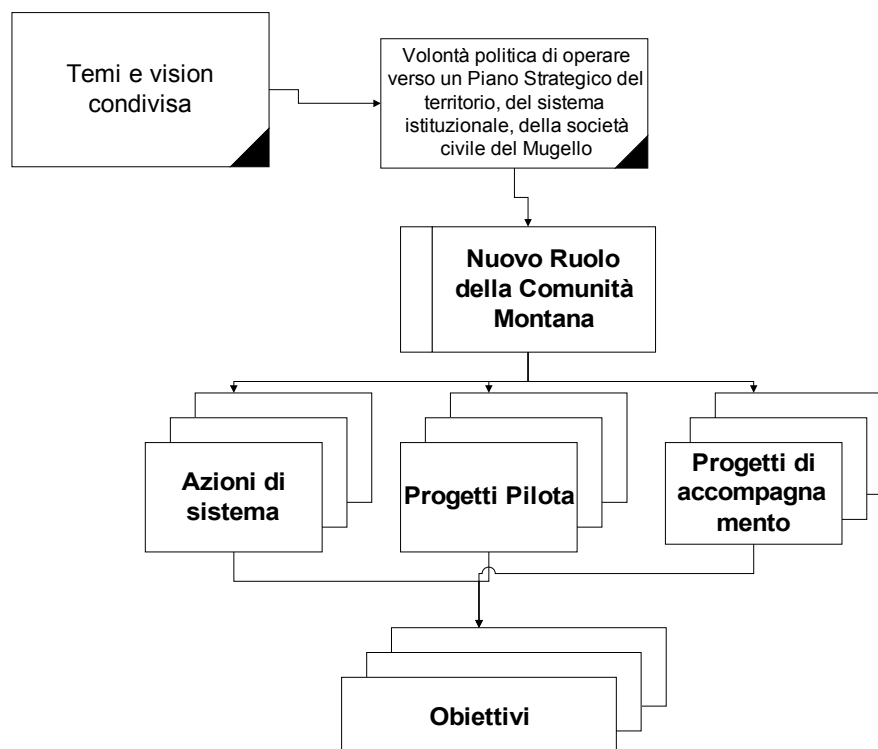 Temi e vision
condivisa
Volontà politica di operare
verso un Piano Strategico del
territorio, del sistema
istituzionale, della società
civile del Mugello
Nuovo Ruolo
della Comunità
Montana
Azioni di
sistema
Progetti Pilota
Progetti di
accompagna
mento
Obiettivi